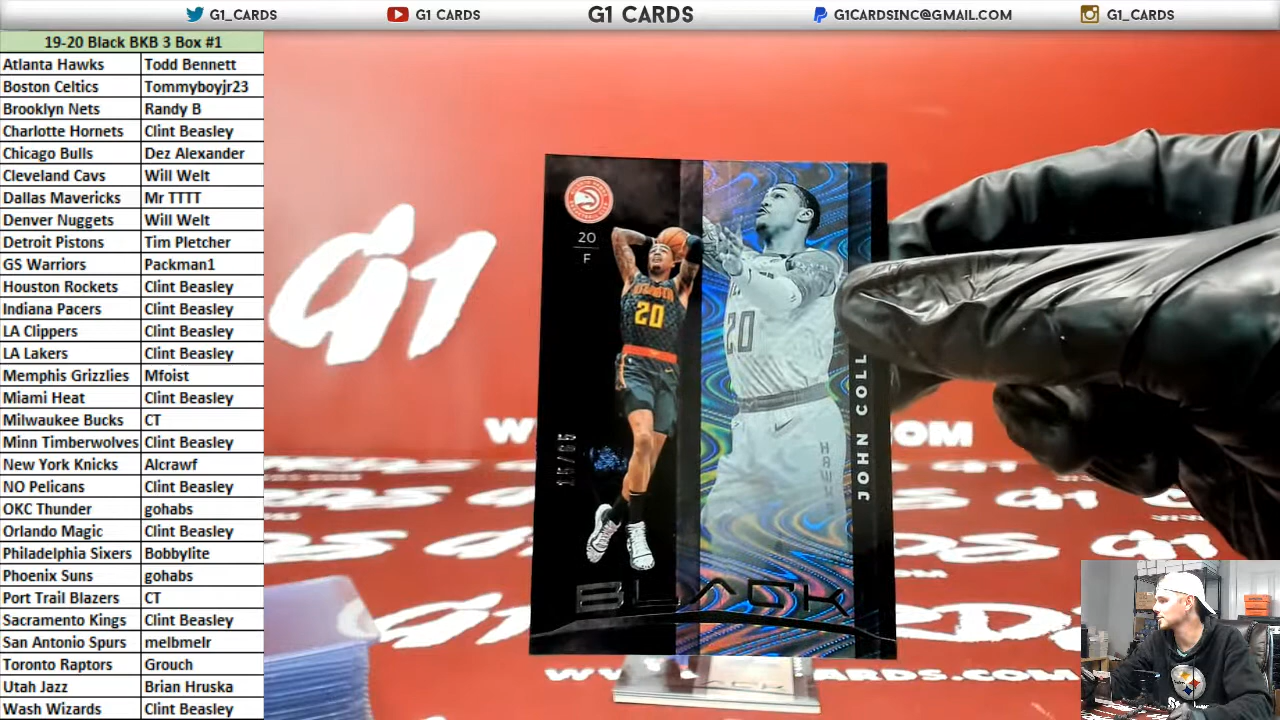 G1_CARDS
G1 CARDS
G1 CARDS
G1CARDSINC@GMAIL.COM
G1_CARDS
19-20 Black BKB 3 Box #1
Atlanta Hawks Todd Bennett
Boston Celtics Tommyboyjr23
Brooklyn Nets Randy B
Charlotte Hornets Clint Beasley
Chicago Bulls Dez Alexander
Cleveland Cavs Will Welt
Dallas Mavericks Mr TTTT
Denver Nuggets Will Welt
Detroit Pistons Tim Pletcher
GS Warriors Packman1
Houston Rockets Clint Beasley
Indiana Pacers Clint Beasley
LA Clippers Clint Beasley
LA Lakers Clint Beasley
Memphis Grizzlies Mfoist
Miami Heat Clint Beasley
Milwaukee Bucks CT
Minn Timberwolves Clint Beasley
New York Knicks Alcrawf
NO Pelicans Clint Beasley
OKC Thunder gohabs
Orlando Magic Clint Beasley
Philadelphia Sixers Bobbylite
Phoenix Suns gohabs
Port Trail Blazers CT
Sacramento Kings Clint Beasley
San Antonio Spurs melbmelr
Toronto Raptors Grouch
Utah Jazz Brian Hruska
Wash Wizards Clint Beasley
G1
20
F
20
20
JOHN COLL
BLACK